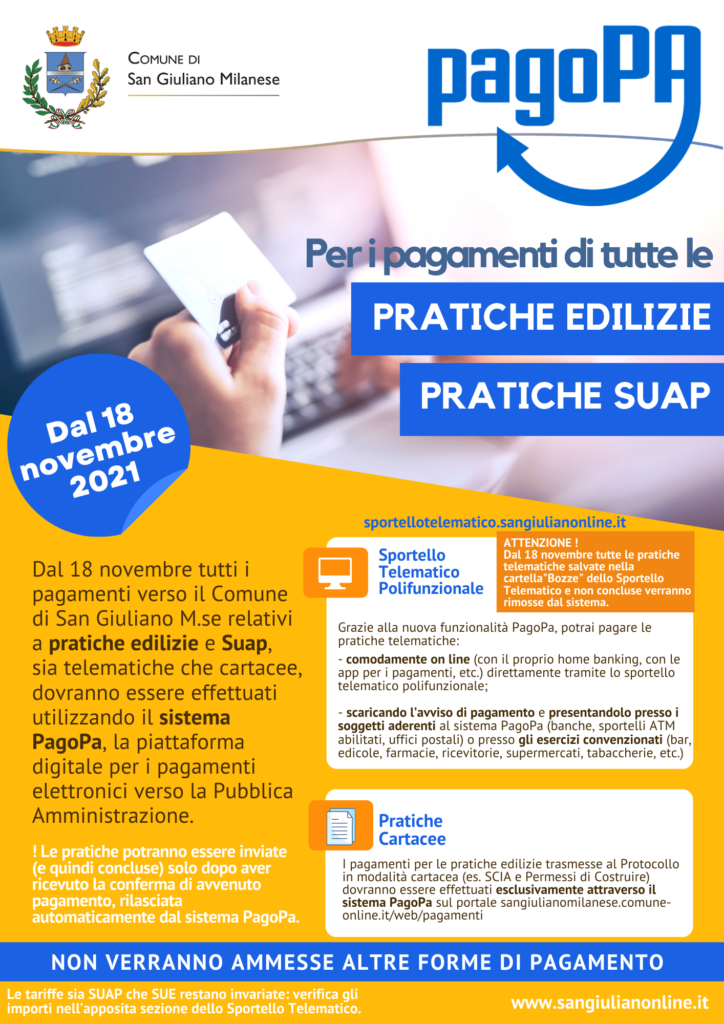 COMUNE DI
SAN GIULIANO MILANESE
pagoPA
Per i pagamenti di tutte le
PRATICHE EDILIZIE
PRATICHE SUAP
Dal 18
novembre
2021
sportellotelematico.sangiulianonline.it
Dal 18 novembre tutti i
pagamenti verso il Comune
di San Giuliano M.se relativi
a pratiche edilizie e Suap,
sia telematiche che cartacee,
dovranno essere effettuati
utilizzando il sistema
PagoPa, la piattaforma
digitale per i pagamenti
elettronici verso la Pubblica
Amministrazione.
! Le pratiche potranno essere inviate
(e quindi concluse) solo dopo aver
ricevuto la conferma di avvenuto
pagamento, rilasciata
automaticamente dal sistema PagoPa.
Sportello
Telematico
Polifunzionale
ATTENZIONE !
Dal 18 novembre tutte le pratiche
telematiche salvate nella
cartella"Bozze" dello Sportello
Telematico e non concluse verranno
rimosse dal sistema.
Grazie alla nuova funzionalità PagoPa, potrai pagare le
pratiche telematiche:
- comodamente on line (con il proprio home banking, con le
app per i pagamenti, etc.) direttamente tramite lo sportello
telematico polifunzionale;
- scaricando l'avviso di pagamento e presentandolo presso i
soggetti aderenti al sistema PagoPa (banche, sportelli ATM
abilitati, uffici postali) o presso gli esercizi convenzionati (bar,
edicole, farmacie, ricevitorie, supermercati, tabaccherie, etc.)
Pratiche
Cartacee
I pagamenti per le pratiche edilizie trasmesse al Protocollo
in modalità cartacea (es. SCIA e Permessi di Costruire)
dovranno essere effettuati esclusivamente attraverso il
sistema PagoPa sul portale sangiulianomilanese.comune-
online.it/web/pagamenti
NON VERRANNO AMMESSE ALTRE FORME DI PAGAMENTO
Le tariffe sia SUAP che SUE restano invariate: verifica gli
importi nell'apposita sezione dello Sportello Telematico.
www.sangiulianonline.it